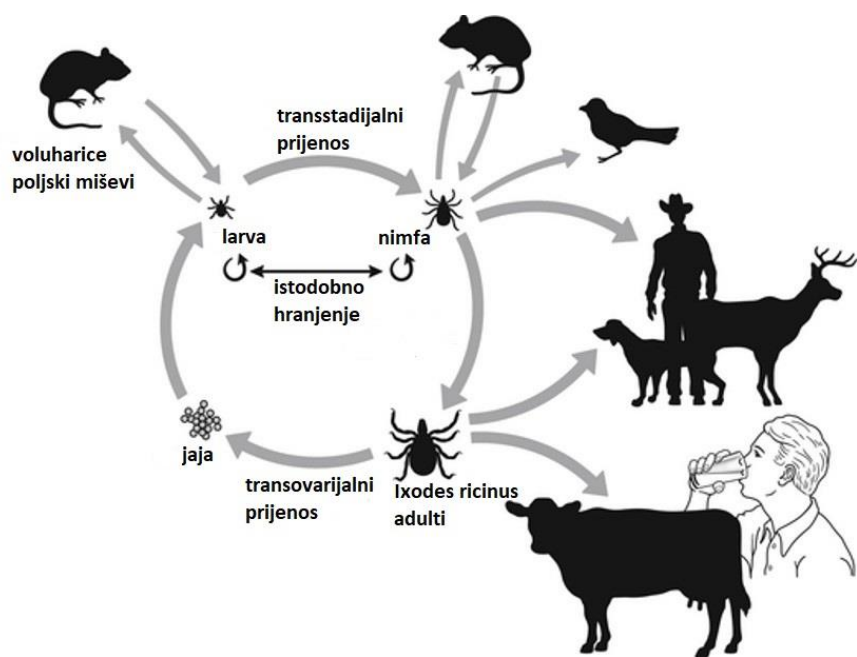 transstadijalni
prijenos
voluharice
poljski miševi
larva
nimfa
istodobno
hranjenje
jaja
transovarijalni
prijenos
Ixodes ricinus
adulti